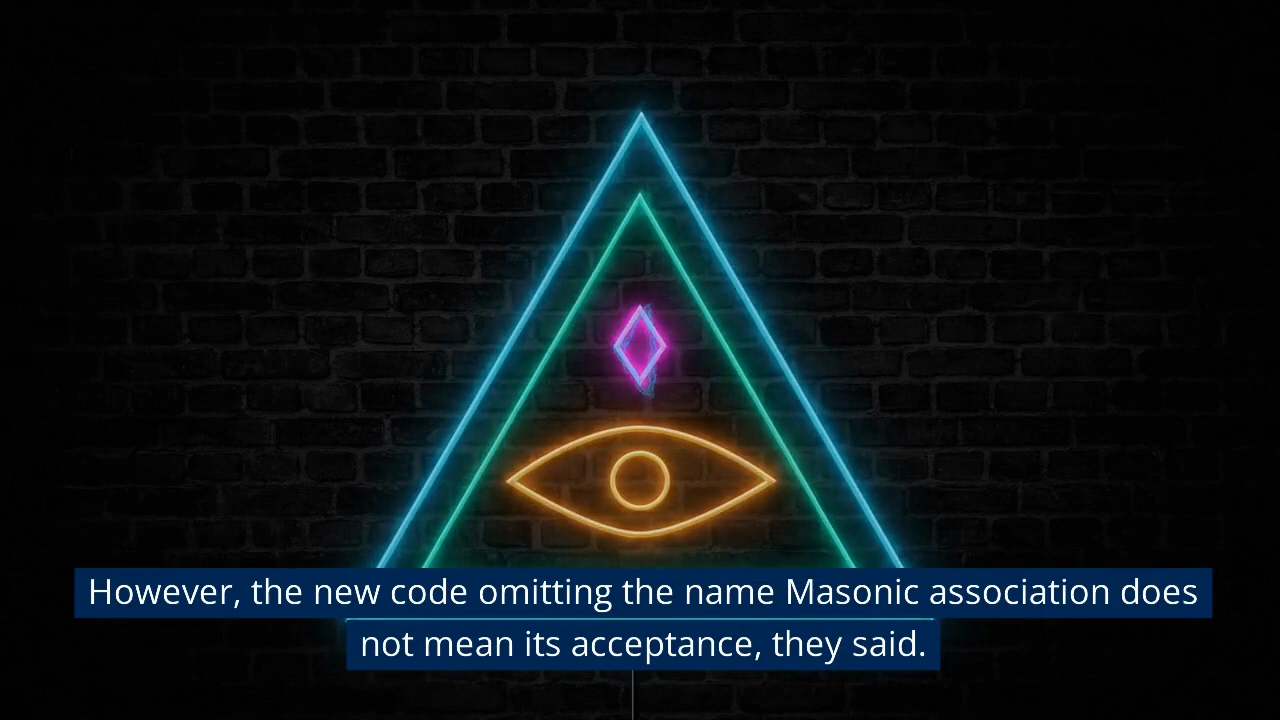 However, the new code omitting the name Masonic association does
not mean its acceptance, they said.